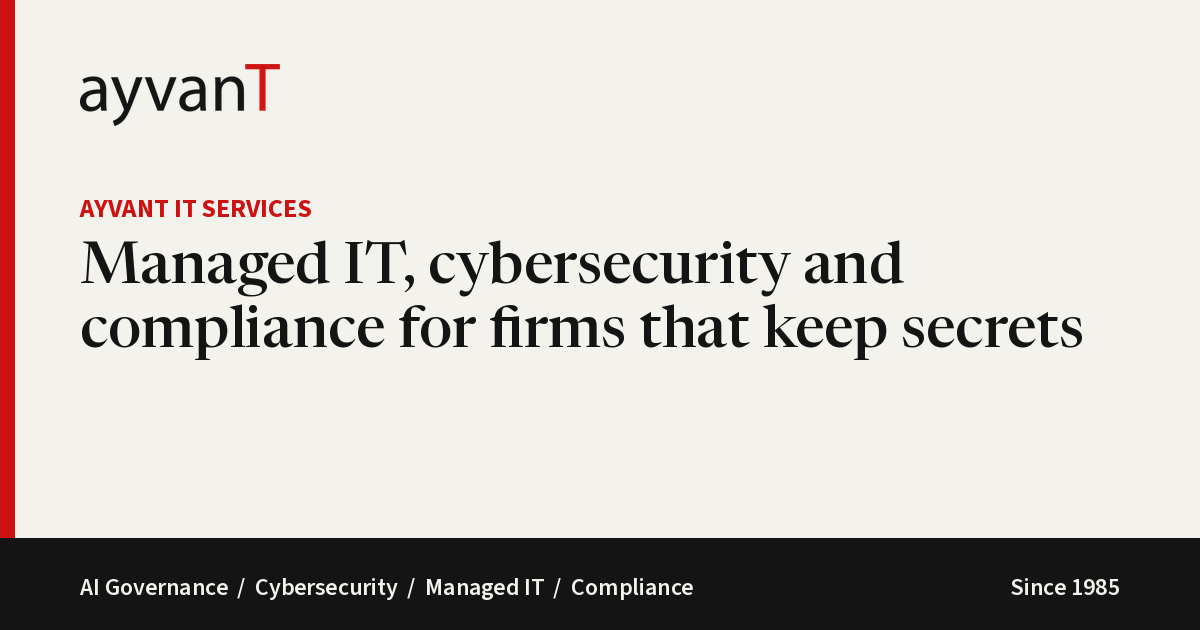 ayvanT
AYVANT IT SERVICES
Managed IT, cybersecurity and
compliance for firms that keep secrets
AI Governance / Cybersecurity / Managed IT / Compliance
Since 1985